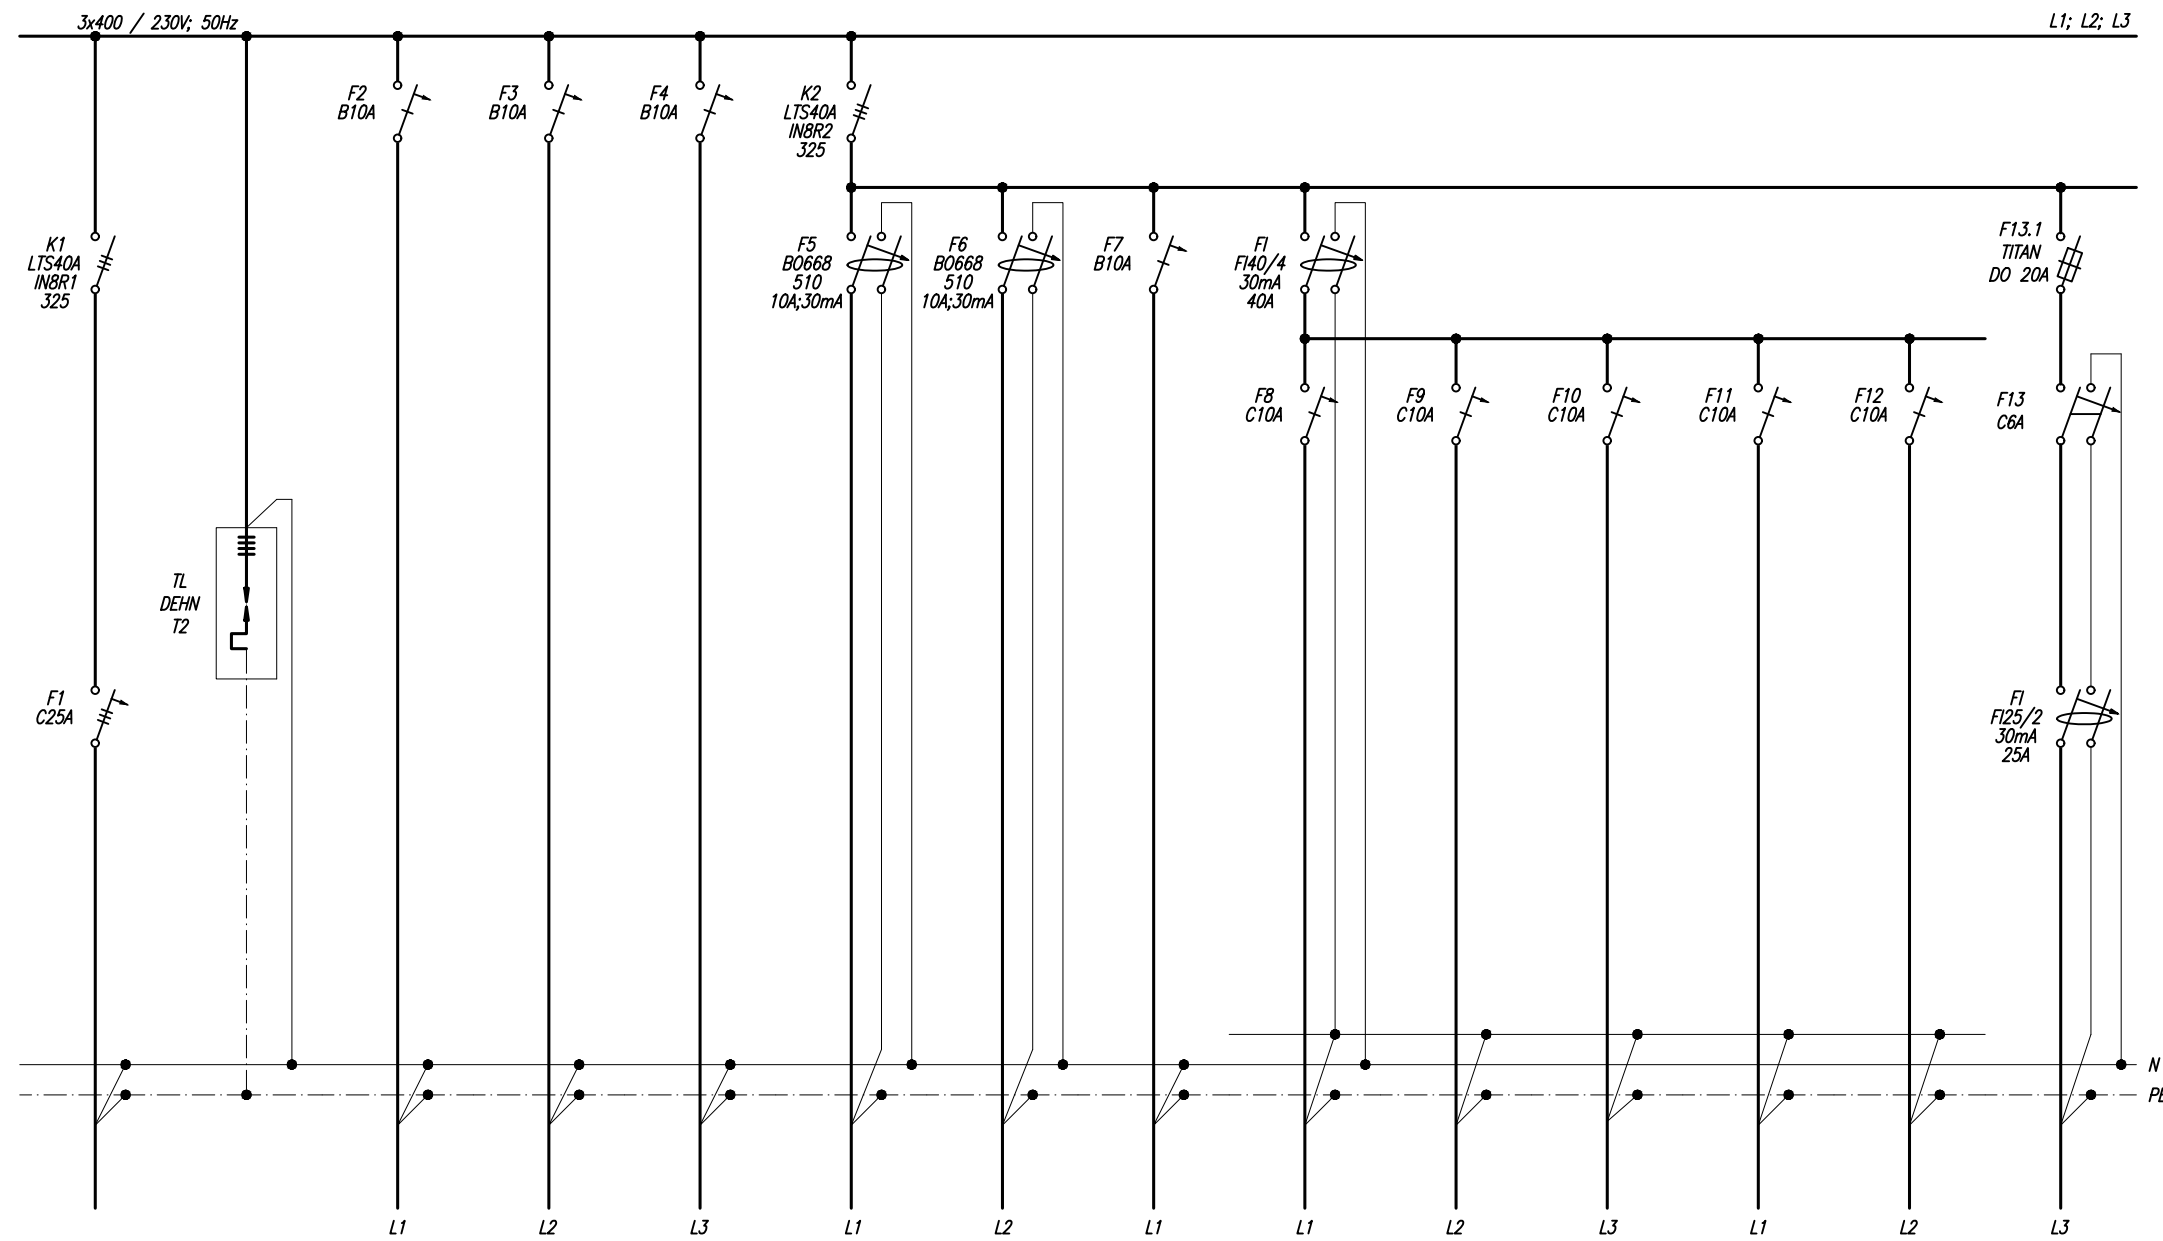 3x400 / 230V; 50Hz
L1; L2; L3
F2
B10A
F3
B10A
F4
B10A
K2
LTS40A
IN8R2
325
K1
LTS40A
IN8R1
325
F5
BO668
510
10A;30mA
F6
BO668
510
10A;30mA
F7
B10A
FI
FI40/4
30mA
40A
F13.1
TITAN
DO 20A
F8
C10A
F9
C10A
F10
C10A
F11
C10A
F12
C10A
F13
C6A
TL
DEHN
T2
F1
C25A
FI
FI25/2
30mA
25A
N
PE
L1
L2
L3
L1
L2
L1
L1
L2
L3
L1
L2
L3